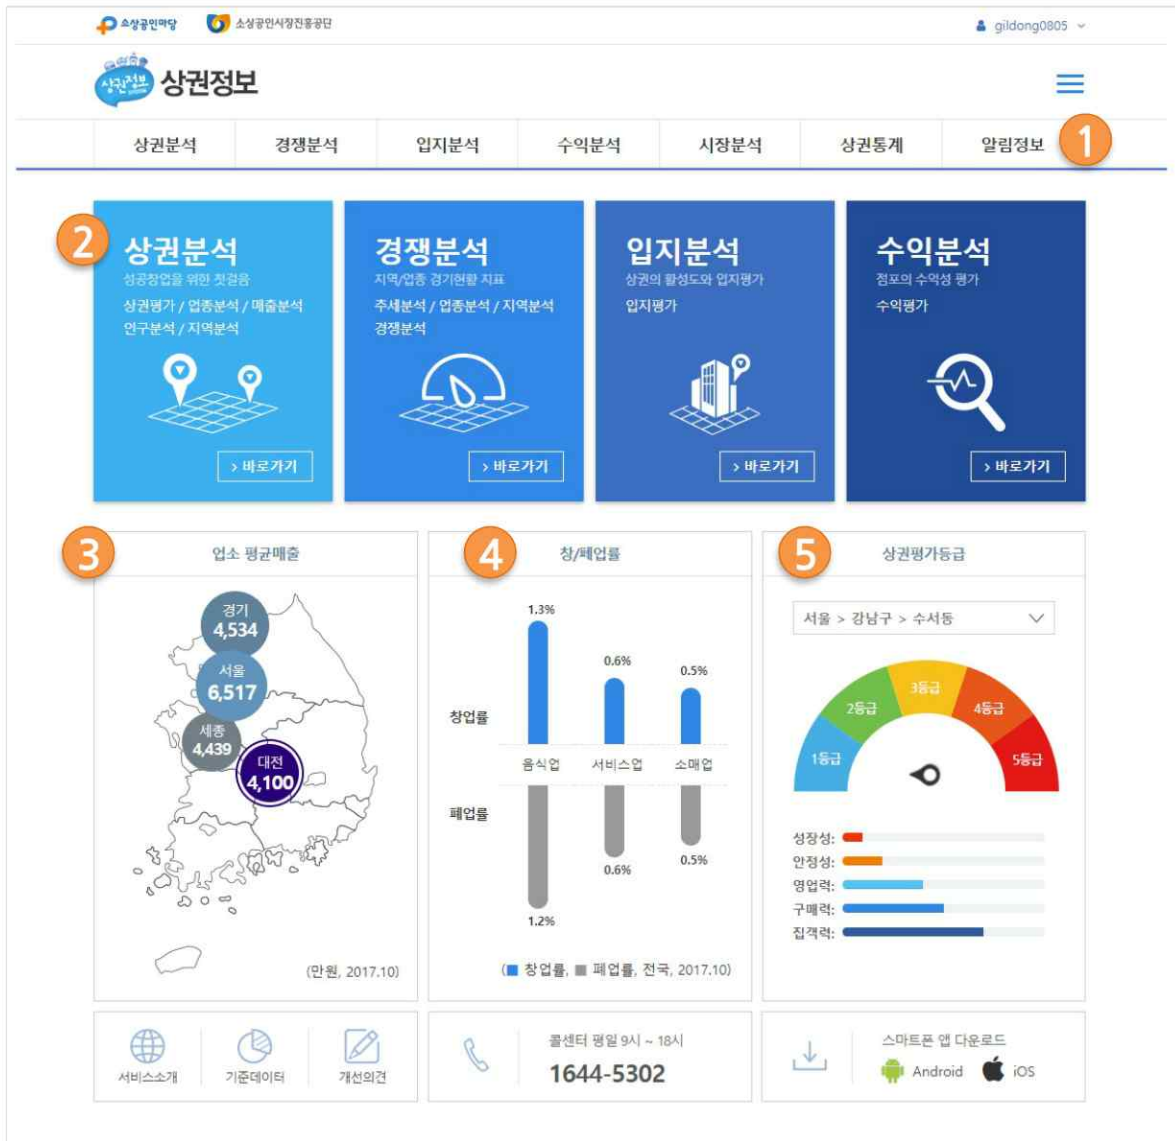 소상공인마당 소상공인시장진흥공단 gildong0805
상권정보 상권정보
상권분석 경쟁분석 입지분석 수익분석 시장분석 상권통계 알림정보 1
2
상권분석
성공창업을 위한 첫걸음
상권평가 / 업종분석 / 매출분석
인구분석 / 지역분석
> 바로가기
경쟁분석
지역/업종 경기현황 지표
추세분석 / 업종분석 / 지역분석
경쟁분석
> 바로가기
입지분석
상권의 활성도와 입지평가
입지평가
> 바로가기
수익분석
점포의 수익성 평가
수익평가
> 바로가기
3 업소 평균매출
경기
4,534
서울
6,517
세종
4,439
대전
4,100
(만원, 2017.10)
4 창/폐업률
1.3%
0.6%
0.5%
창업률
음식업 서비스업 소매업
폐업률
0.5%
0.6%
1.2%
(창업률, 폐업률, 전국, 2017.10)
5 상권평가등급
서울 > 강남구 > 수서동
1등급 2등급 3등급 4등급 5등급
성장성:
안정성:
영업력:
구매력:
집객력:
서비스소개 기준데이터 개선의견
콜센터 평일 9시 ~ 18시
1644-5302
스마트폰 앱 다운로드
Android iOS